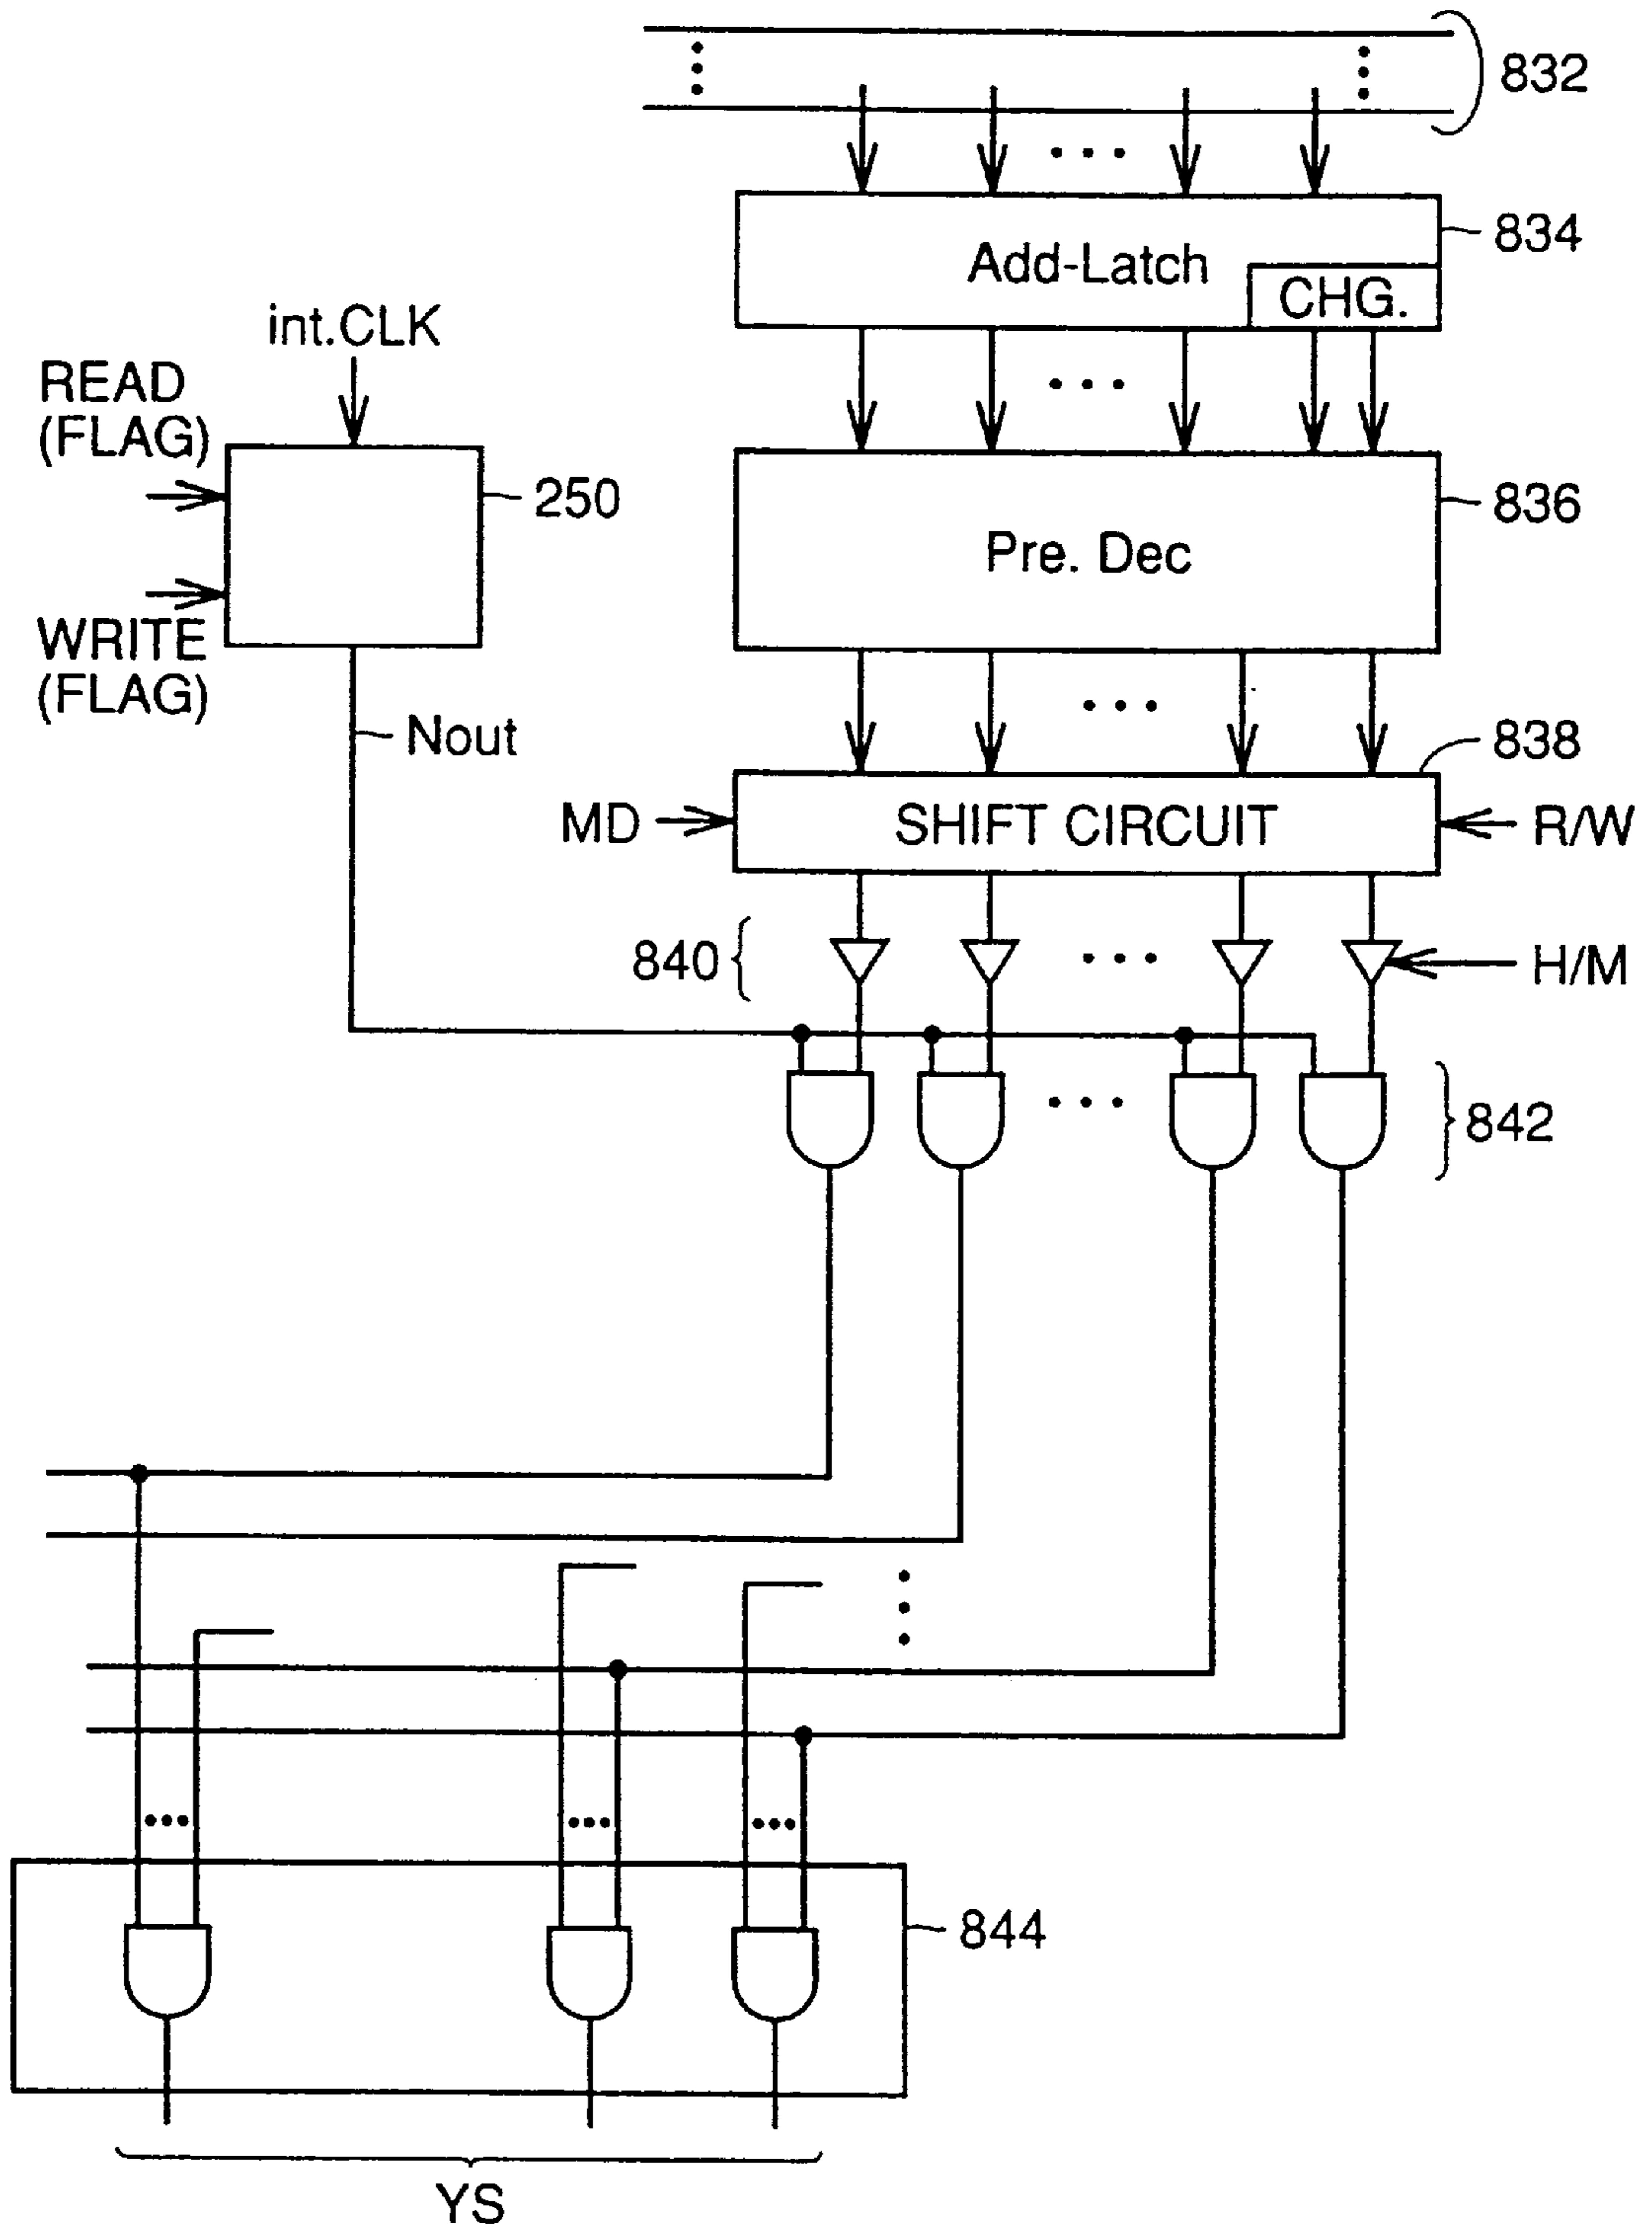 832
Add-Latch
834
CHG.
int.CLK
READ
(FLAG)
250
836
Pre. Dec
WRITE
(FLAG)
Nout
838
MD
SHIFT CIRCUIT
R/W
840
H/M
842
844
YS